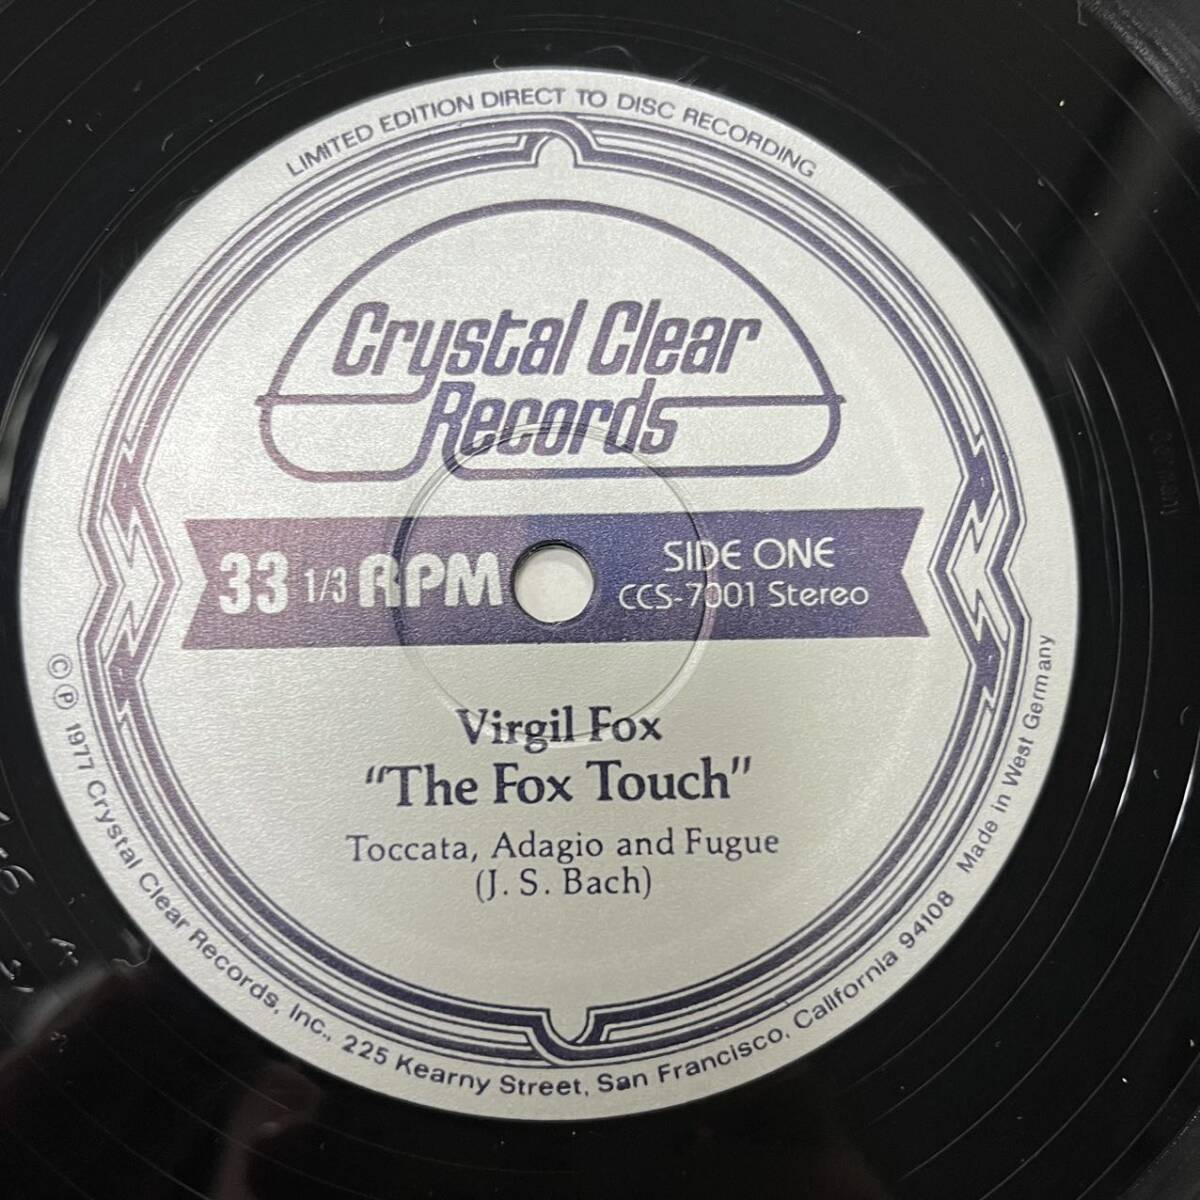 LIMITED EDITION DIRECT TO DISC RECORDING
Crystal Clear
Records
33 1/3 RPM
SIDE ONE
CCS-7001 Stereo
Virgil Fox
"The Fox Touch"
Toccata, Adagio and Fugue
(J. S. Bach)
© ℗ 1977 Crystal Clear Records, Inc., 225 Kearny Street, San Francisco, California 94108 Made in West Germany